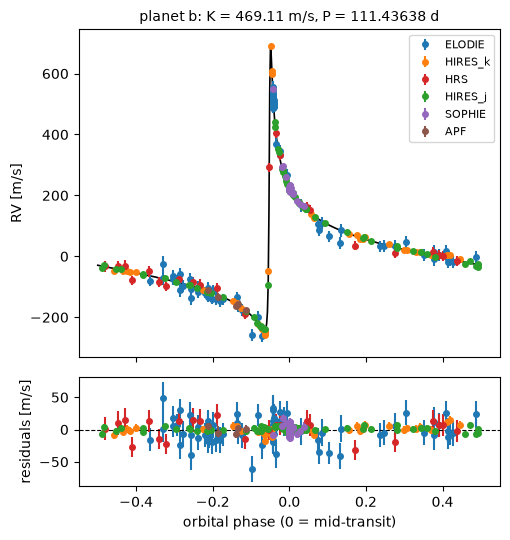 planet b: K = 469.11 m/s, P = 111.43638 d
ELODIE
HIRES_k
HRS
HIRES_j
SOPHIE
APF
RV [m/s]
600
400
200
0
−200
residuals [m/s]
50
0
−50
−0.4 −0.2 0.0 0.2 0.4
orbital phase (0 = mid-transit)